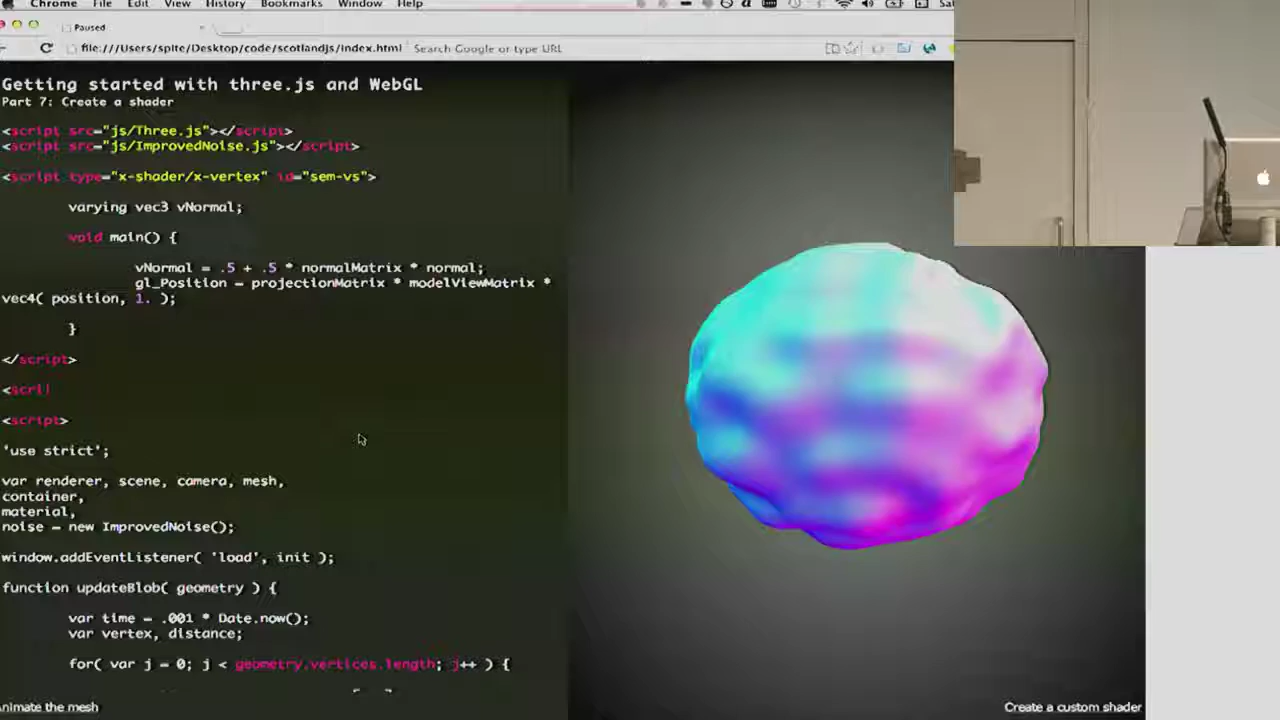 Chrome File Edit View History Bookmarks Window Help
Paused
file:///Users/spite/Desktop/code/scotlandjs/index.html Search Google or type URL
Getting started with three.js and WebGL
Part 7: Create a shader
<script src="js/Three.js"></script>
<script src="js/ImprovedNoise.js"></script>
<script type="x-shader/x-vertex" id="sem-vs">
varying vec3 vNormal;
void main() {
vNormal = .5 + .5 * normalMatrix * normal;
gl_Position = projectionMatrix * modelViewMatrix *
vec4( position, 1. );
}
</script>
<scri
<script>
'use strict';
var renderer, scene, camera, mesh,
container,
material,
noise = new ImprovedNoise();
window.addEventListener( 'load', init );
function updateBlob( geometry ) {
var time = .001 * Date.now();
var vertex, distance;
for( var j = 0; j < geometry.vertices.length; j++ ) {
Animate the mesh
Create a custom shader